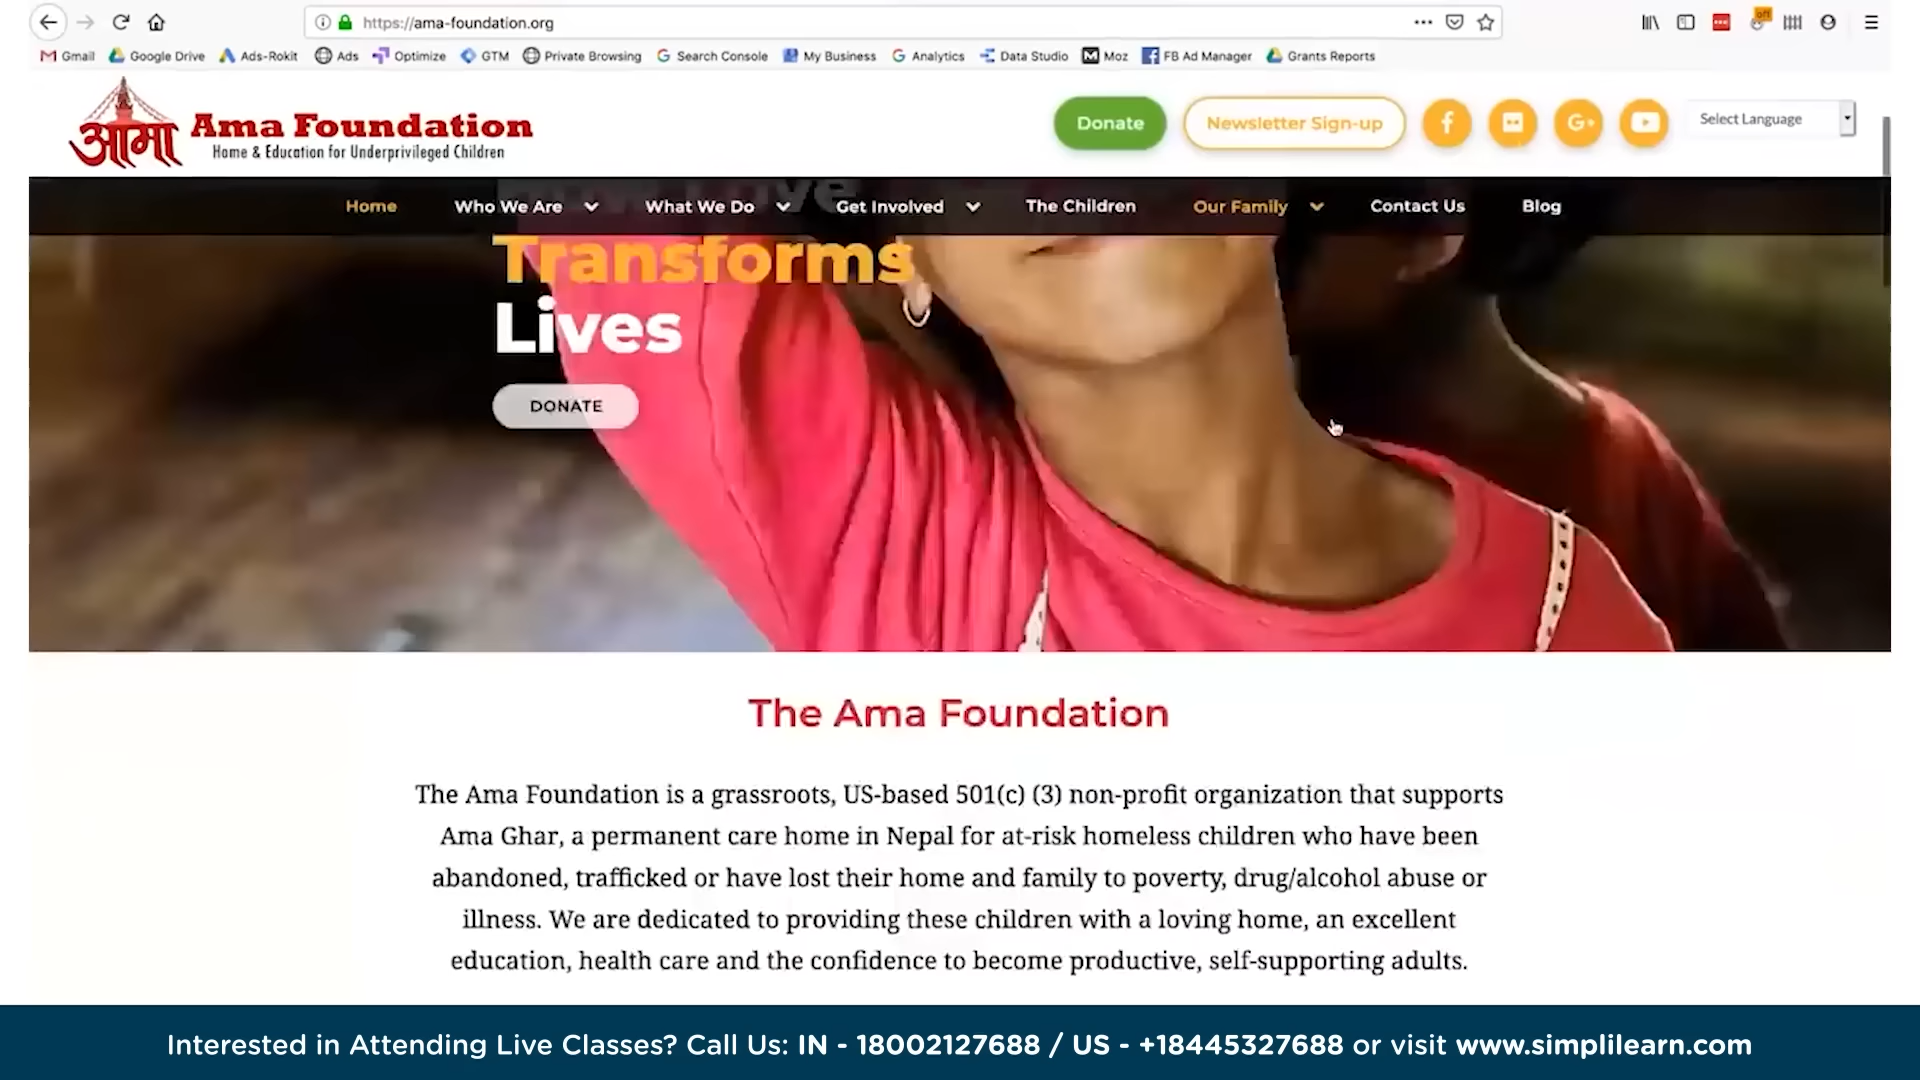 https://ama-foundation.org
Gmail Google Drive Ads-Rokit Ads Optimize GTM Private Browsing Search Console My Business Analytics Data Studio Moz FB Ad Manager Grants Reports
आमा
Ama Foundation
Home & Education for Underprivileged Children
Donate
Newsletter Sign-up
Select Language
Home Who We Are What We Do Get Involved The Children Our Family Contact Us Blog
Transforms
Lives
DONATE
The Ama Foundation
The Ama Foundation is a grassroots, US-based 501(c) (3) non-profit organization that supports
Ama Ghar, a permanent care home in Nepal for at-risk homeless children who have been
abandoned, trafficked or have lost their home and family to poverty, drug/alcohol abuse or
illness. We are dedicated to providing these children with a loving home, an excellent
education, health care and the confidence to become productive, self-supporting adults.
Interested in Attending Live Classes? Call Us: IN - 18002127688 / US - +18445327688 or visit www.simplilearn.com